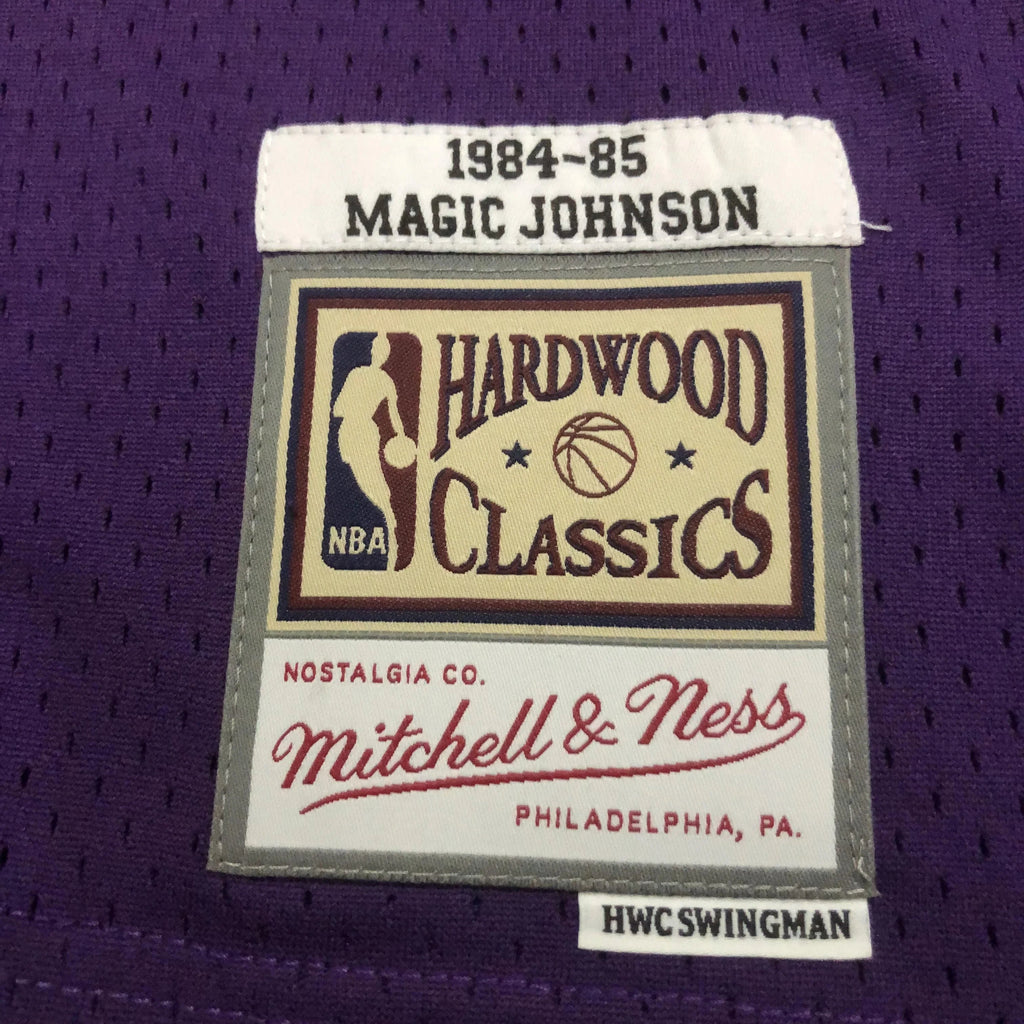 1984-85
MAGIC JOHNSON
HARDWOOD
CLASSICS
NBA
NOSTALGIA CO.
Mitchell & Ness
PHILADELPHIA, PA.
HWC SWINGMAN